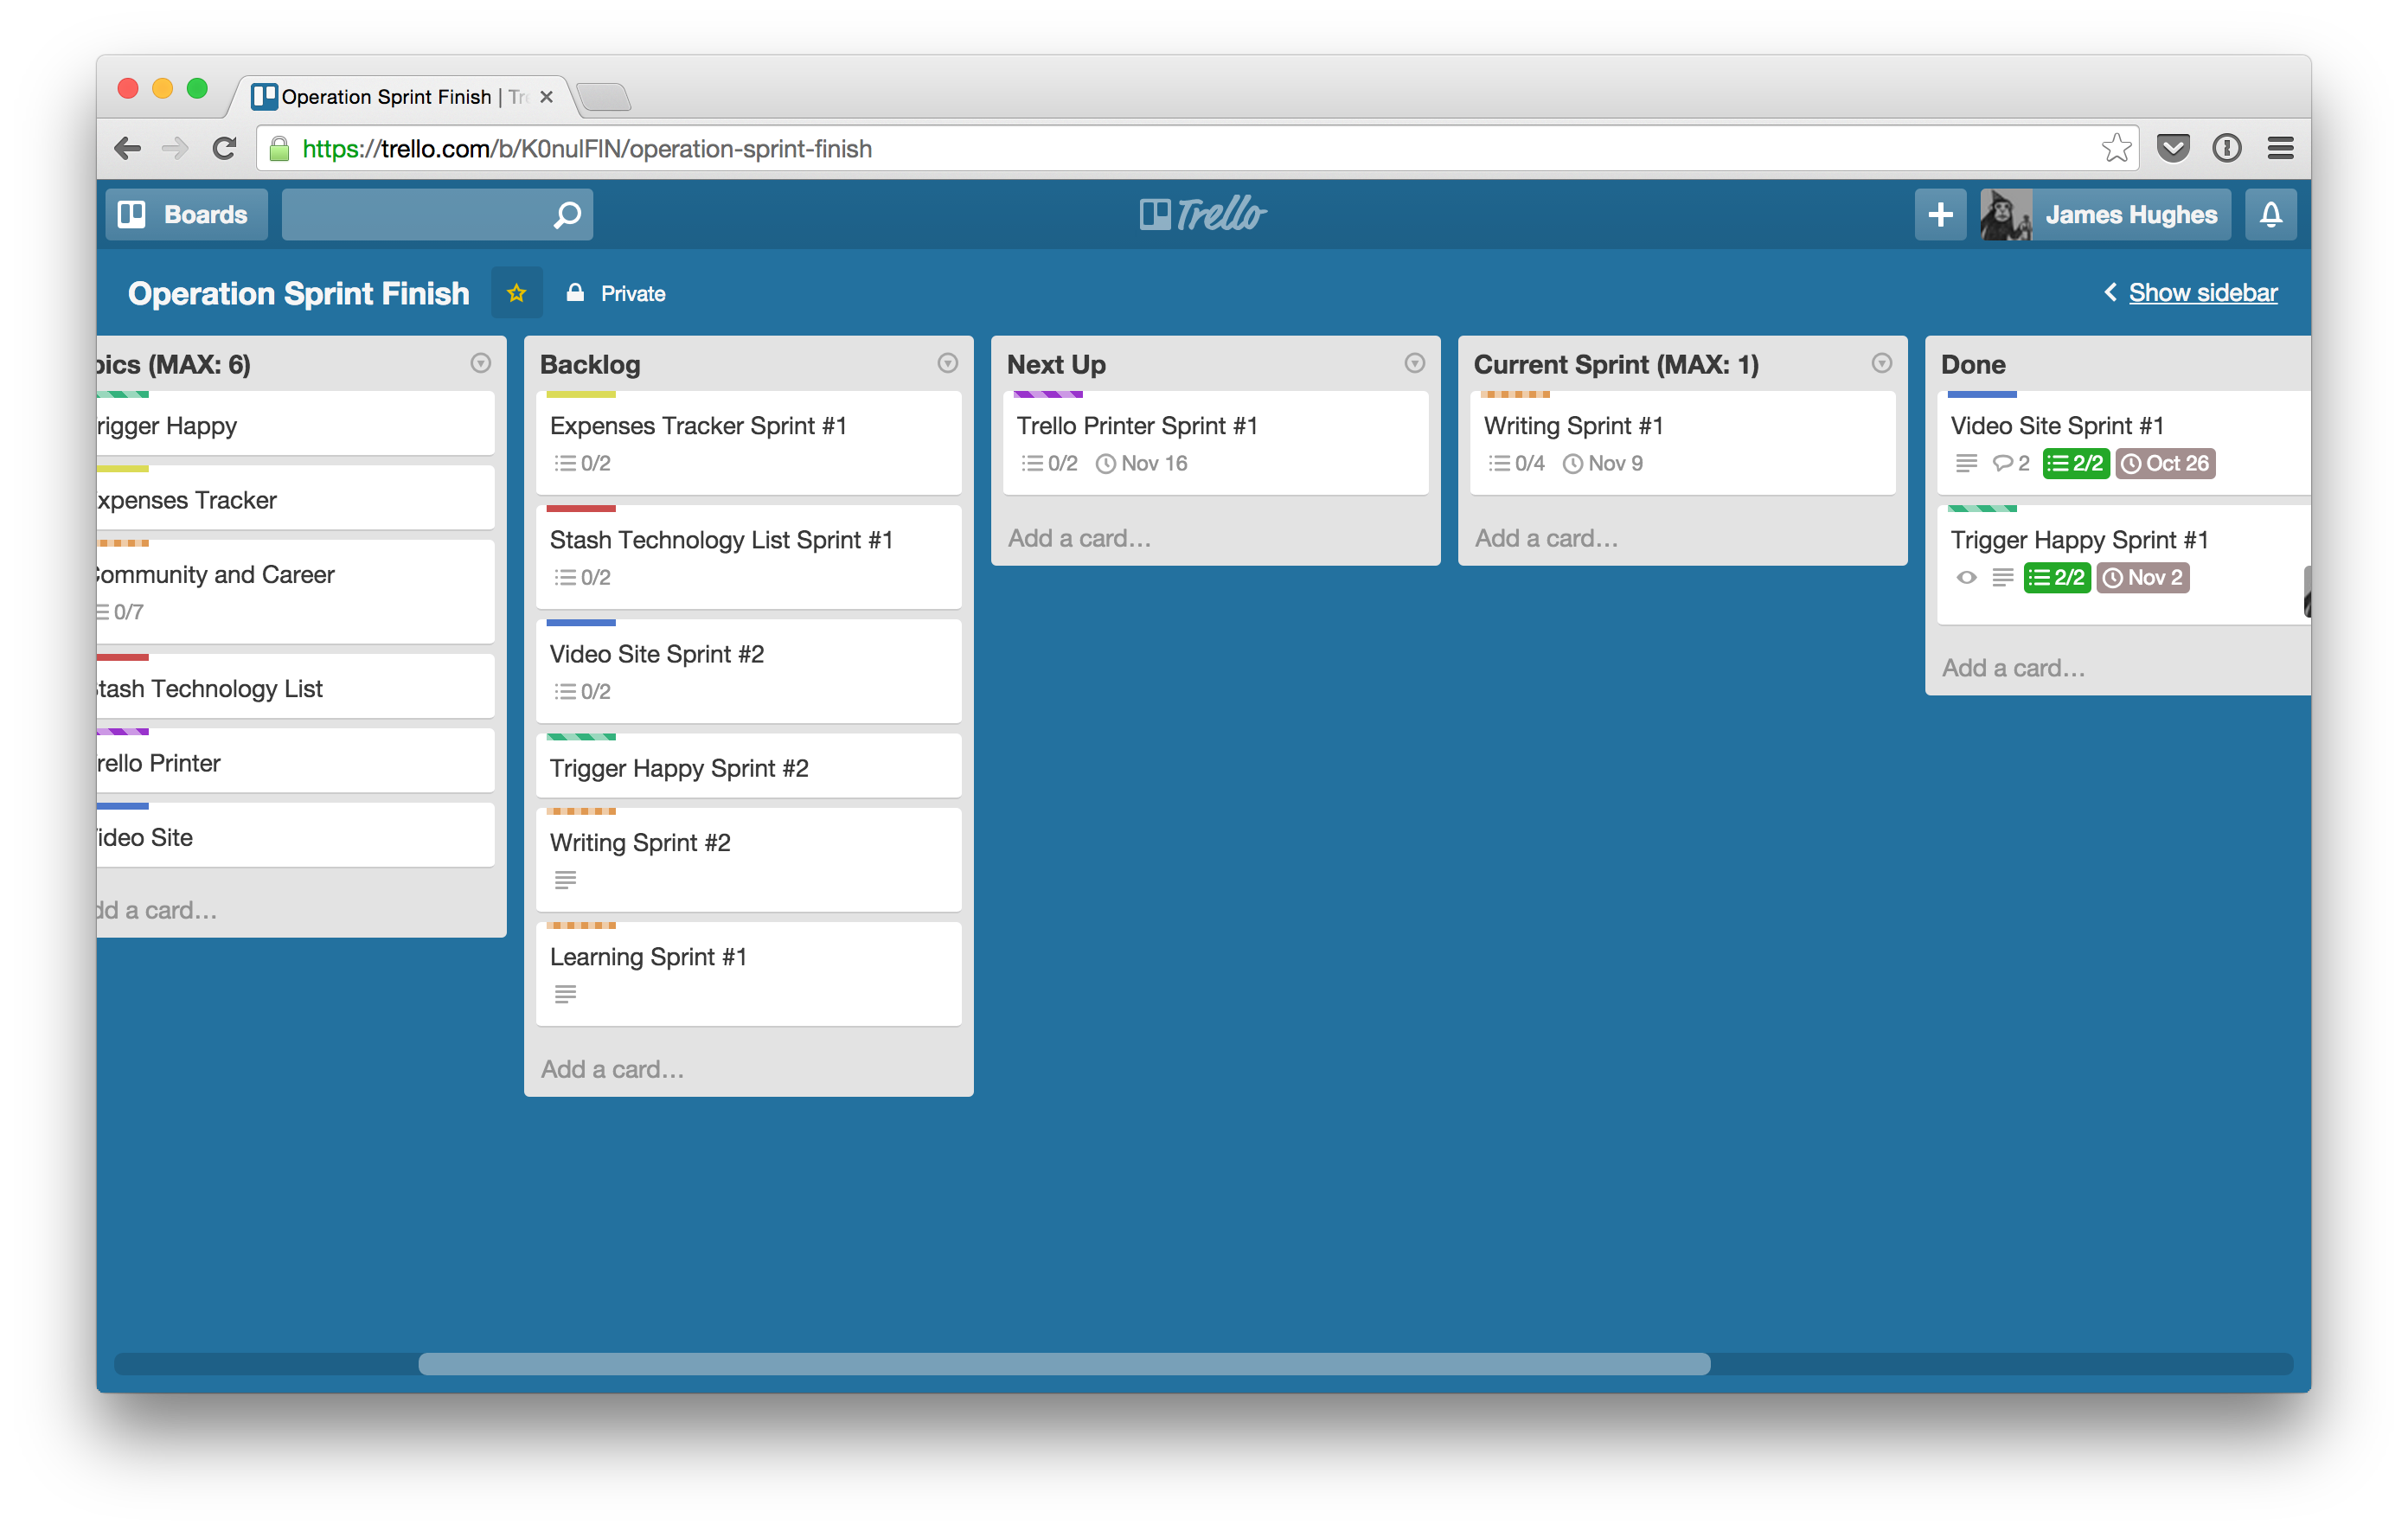 Operation Sprint Finish | Tre
https://trello.com/b/K0nulFIN/operation-sprint-finish
Boards
Trello
James Hughes
Operation Sprint Finish
Private
Show sidebar
pics (MAX: 6)
rigger Happy
xpenses Tracker
ommunity and Career
0/7
tash Technology List
rello Printer
ideo Site
dd a card…
Backlog
Expenses Tracker Sprint #1
0/2
Stash Technology List Sprint #1
0/2
Video Site Sprint #2
0/2
Trigger Happy Sprint #2
Writing Sprint #2
Learning Sprint #1
Add a card…
Next Up
Trello Printer Sprint #1
0/2 Nov 16
Add a card…
Current Sprint (MAX: 1)
Writing Sprint #1
0/4 Nov 9
Add a card…
Done
Video Site Sprint #1
2 2/2 Oct 26
Trigger Happy Sprint #1
2/2 Nov 2
Add a card…